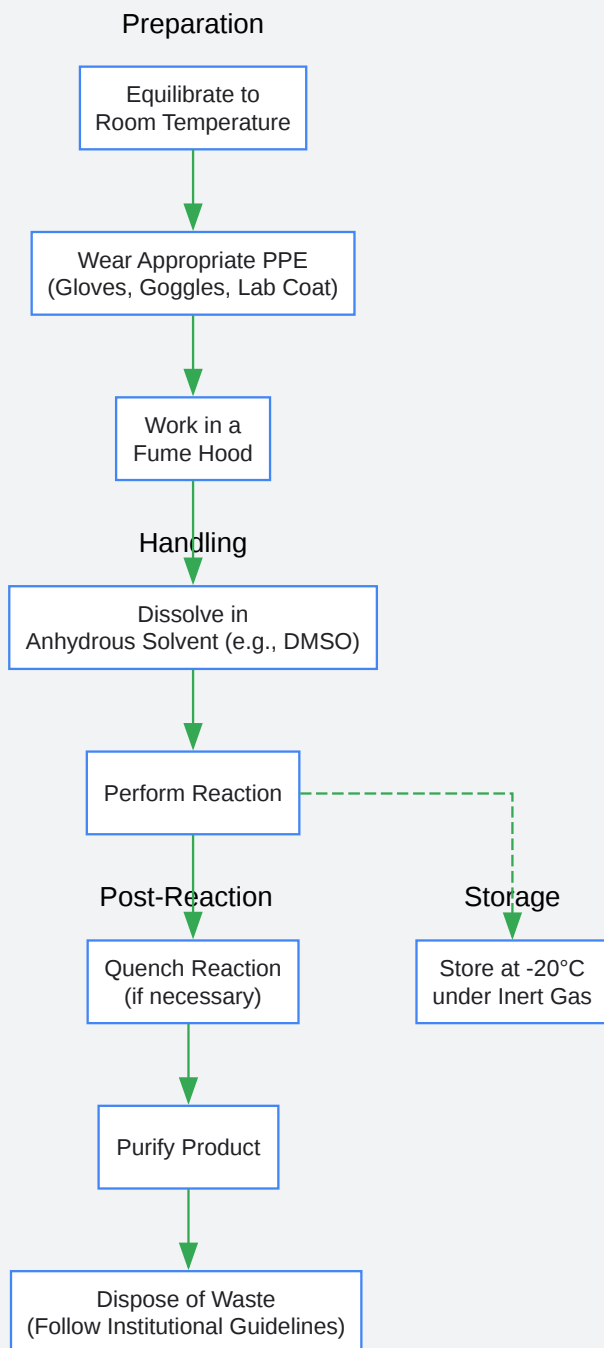 Preparation
Equilibrate to
Room Temperature
Wear Appropriate PPE
(Gloves, Goggles, Lab Coat)
Work in a
Fume Hood
Handling
Dissolve in
Anhydrous Solvent (e.g., DMSO)
Perform Reaction
Post-Reaction
Storage
Quench Reaction
(if necessary)
Store at -20°C
under Inert Gas
Purify Product
Dispose of Waste
(Follow Institutional Guidelines)